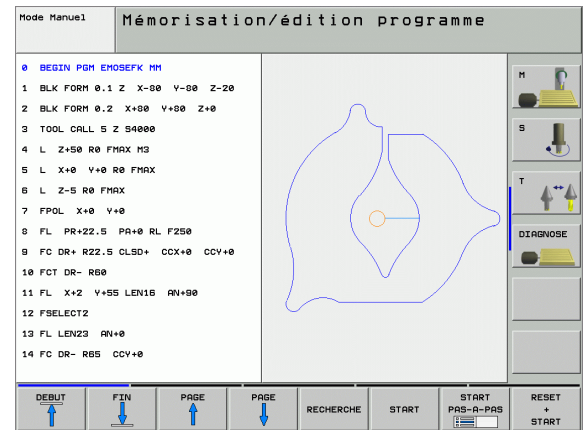 Mode Manuel
Mémorisation/édition programme
0 BEGIN PGM EMOSEFK MM
1 BLK FORM 0.1 Z X-80 Y-80 Z-20
2 BLK FORM 0.2 X+80 Y+80 Z+0
3 TOOL CALL 5 Z S4000
4 L Z+50 R0 FMAX M3
5 L X+0 Y+0 R0 FMAX
6 L Z-5 R0 FMAX
7 FPOL X+0 Y+0
8 FL PR+22.5 PA+0 RL F250
9 FC DR+ R22.5 CLSD+ CCX+0 CCY+0
10 FCT DR- R60
11 FL X+2 Y+55 LEN16 AN+90
12 FSELECT2
13 FL LEN23 AN+0
14 FC DR- R65 CCY+0
M
S
T
DIAGNOSE
DEBUT
FIN
PAGE
PAGE
RECHERCHE
START
START
PAS-A-PAS
RESET
+
START